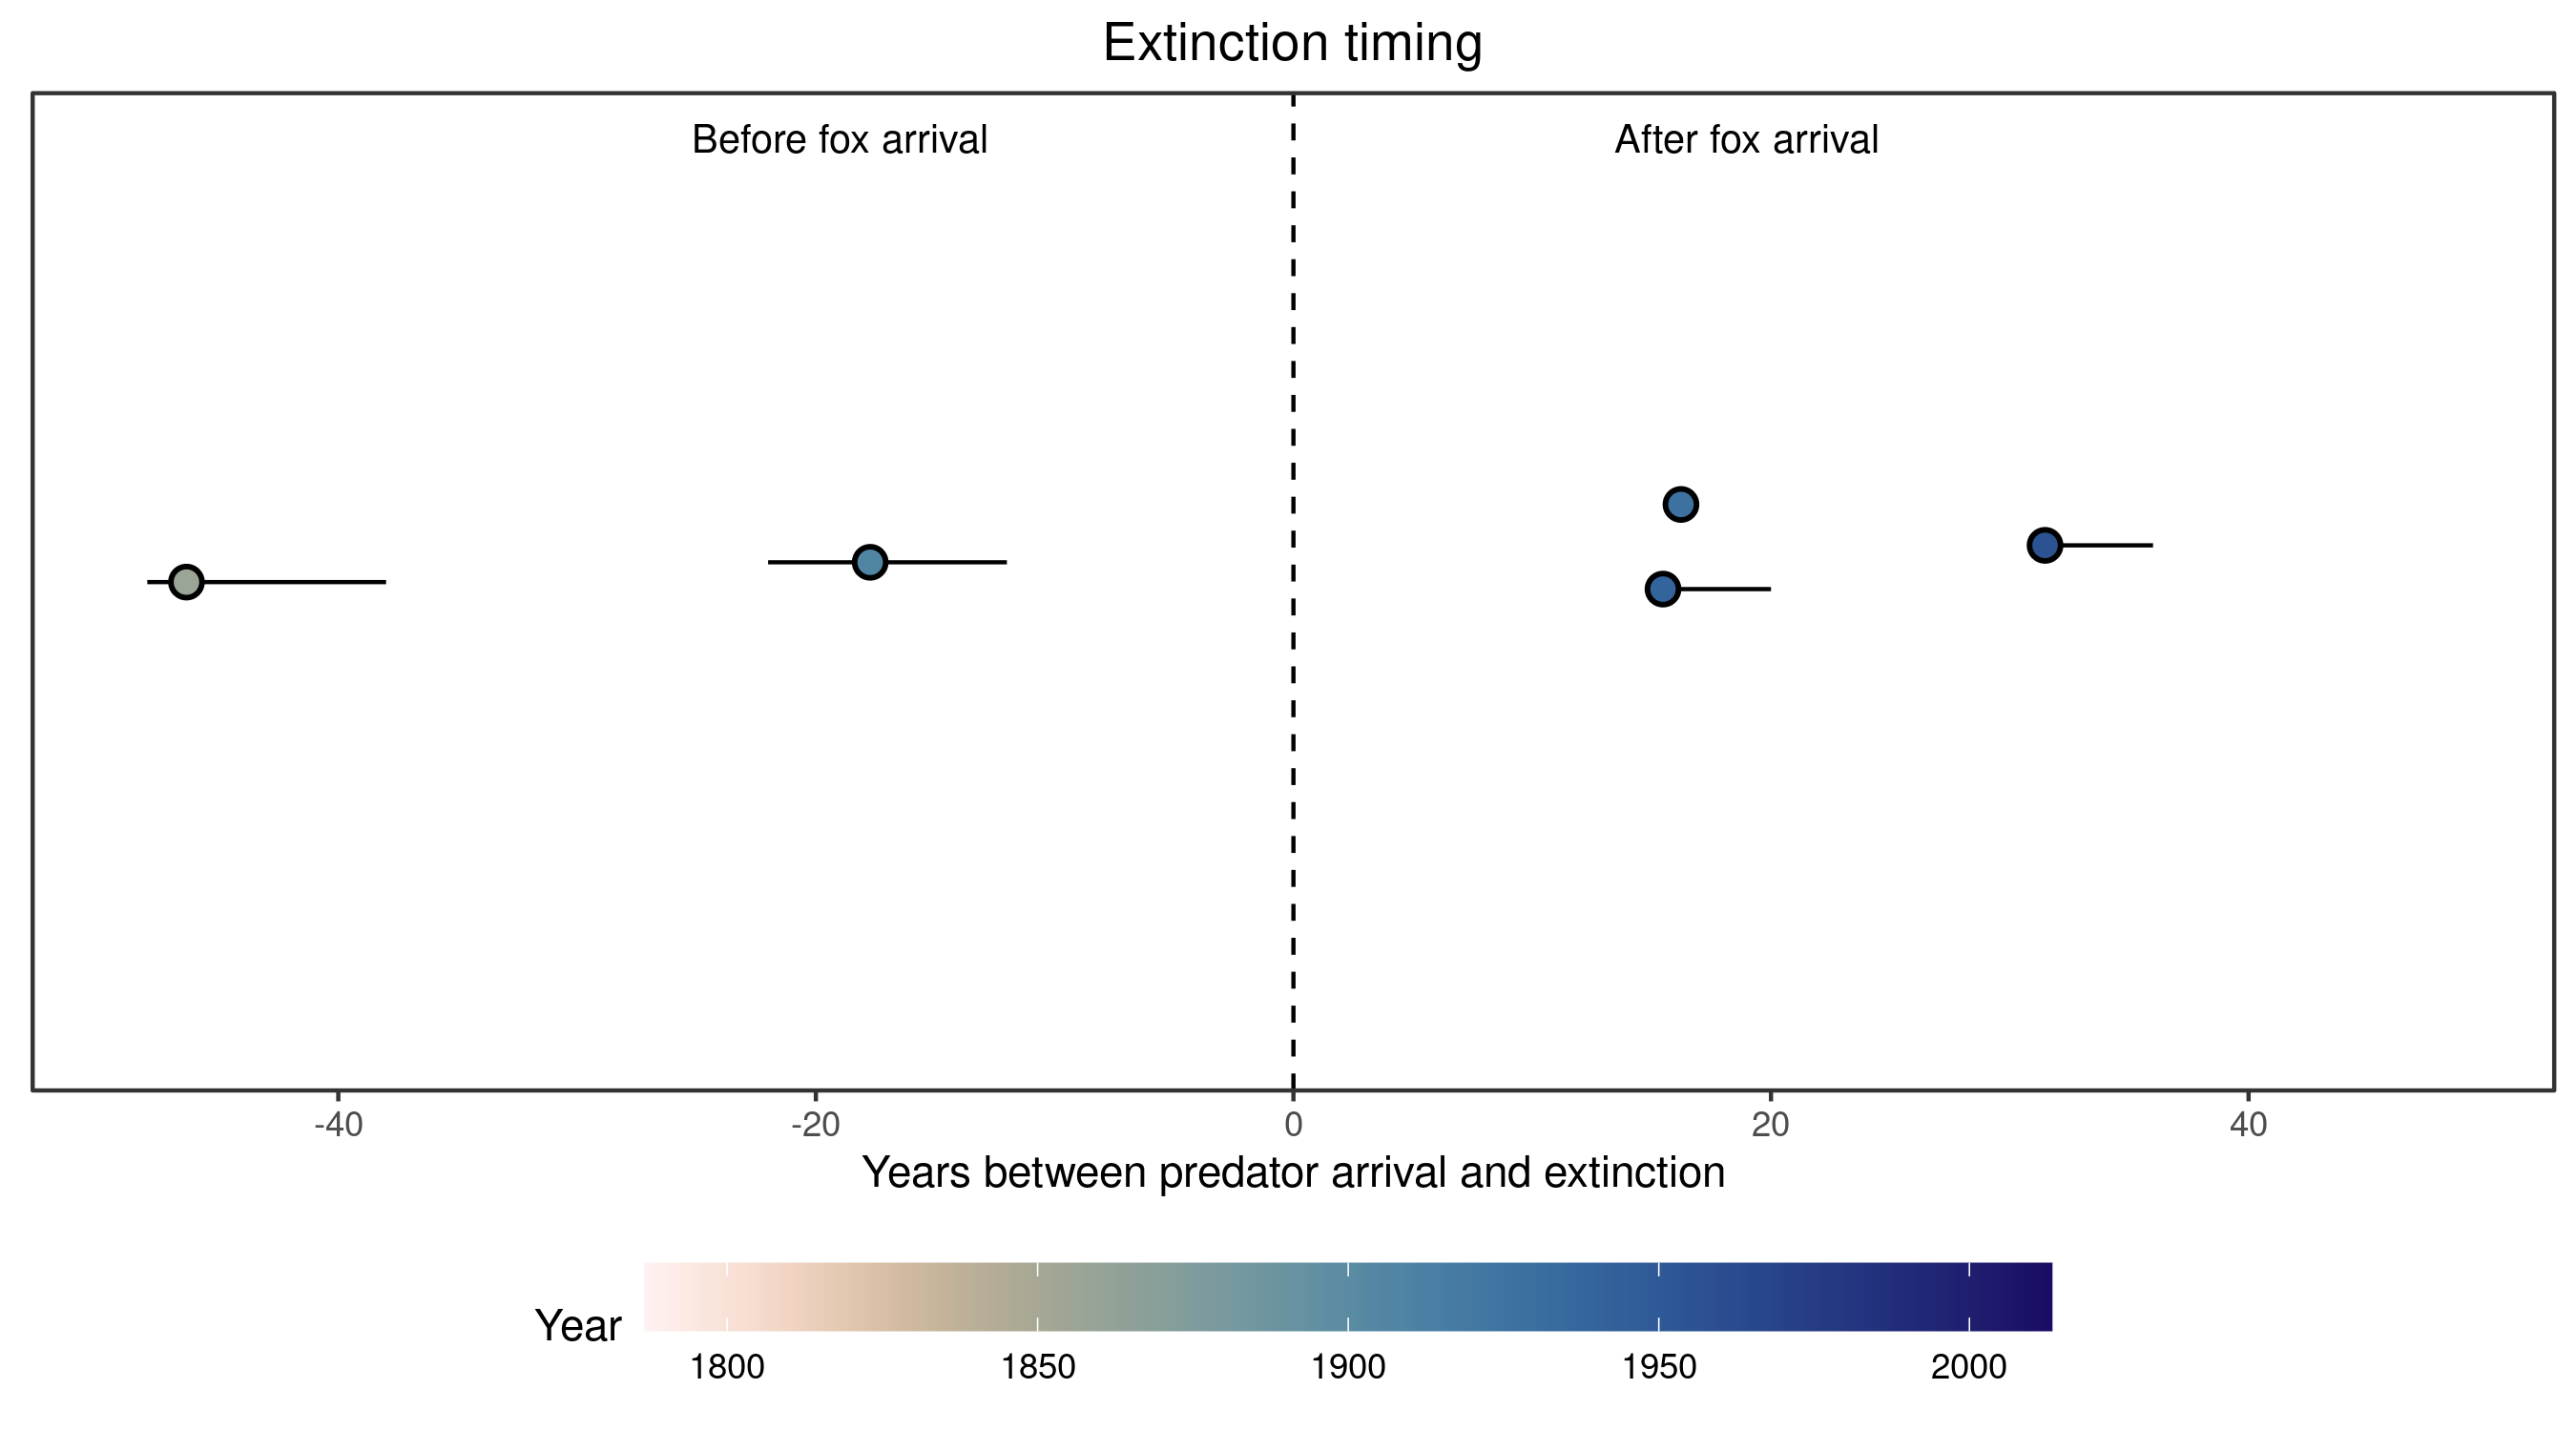 Extinction timing
Before fox arrival
After fox arrival
-40
-20
0
20
40
Years between predator arrival and extinction
Year
1800
1850
1900
1950
2000